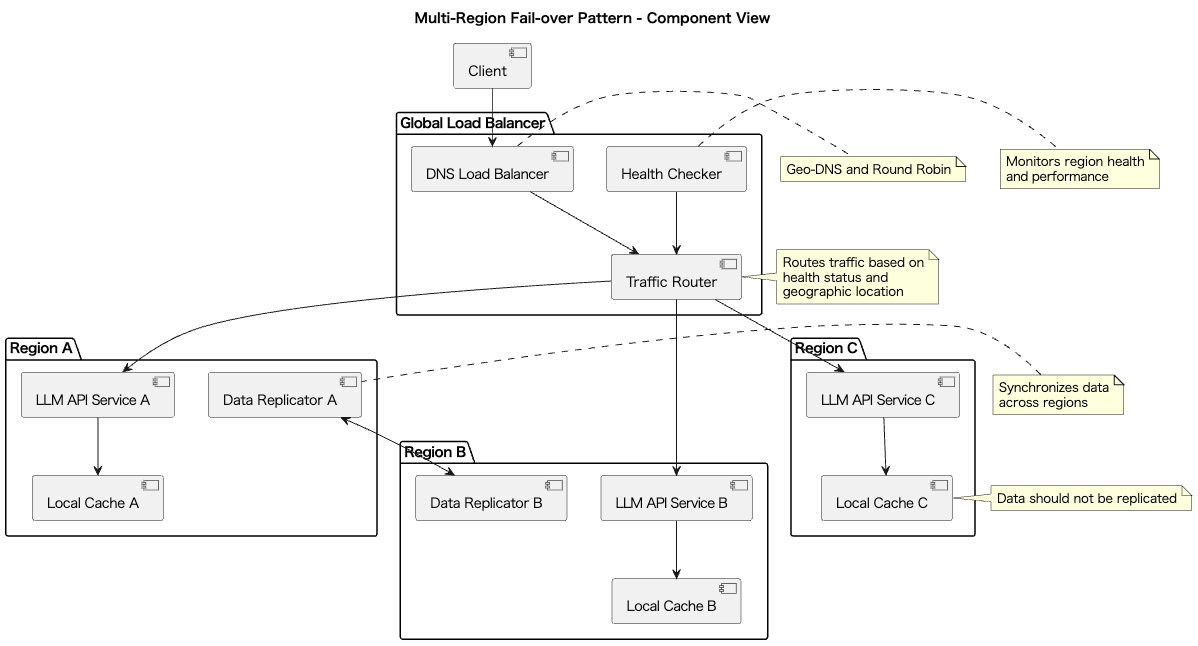 Multi-Region Fail-over Pattern - Component View
Client
Global Load Balancer
DNS Load Balancer
Health Checker
Geo-DNS and Round Robin
Monitors region health
and performance
Traffic Router
Routes traffic based on
health status and
geographic location
Region A
LLM API Service A
Data Replicator A
Local Cache A
Region B
Data Replicator B
LLM API Service B
Local Cache B
Region C
LLM API Service C
Local Cache C
Synchronizes data
across regions
Data should not be replicated